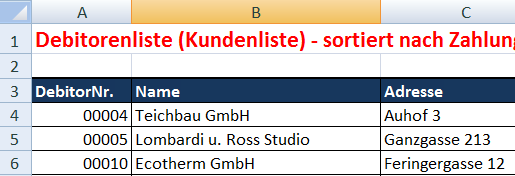 A B C
1 Debitorenliste (Kundenliste) - sortiert nach Zahlung
2
3 DebitorNr. Name Adresse
4 00004 Teichbau GmbH Auhof 3
5 00005 Lombardi u. Ross Studio Ganzgasse 213
6 00010 Ecotherm GmbH Feringergasse 12